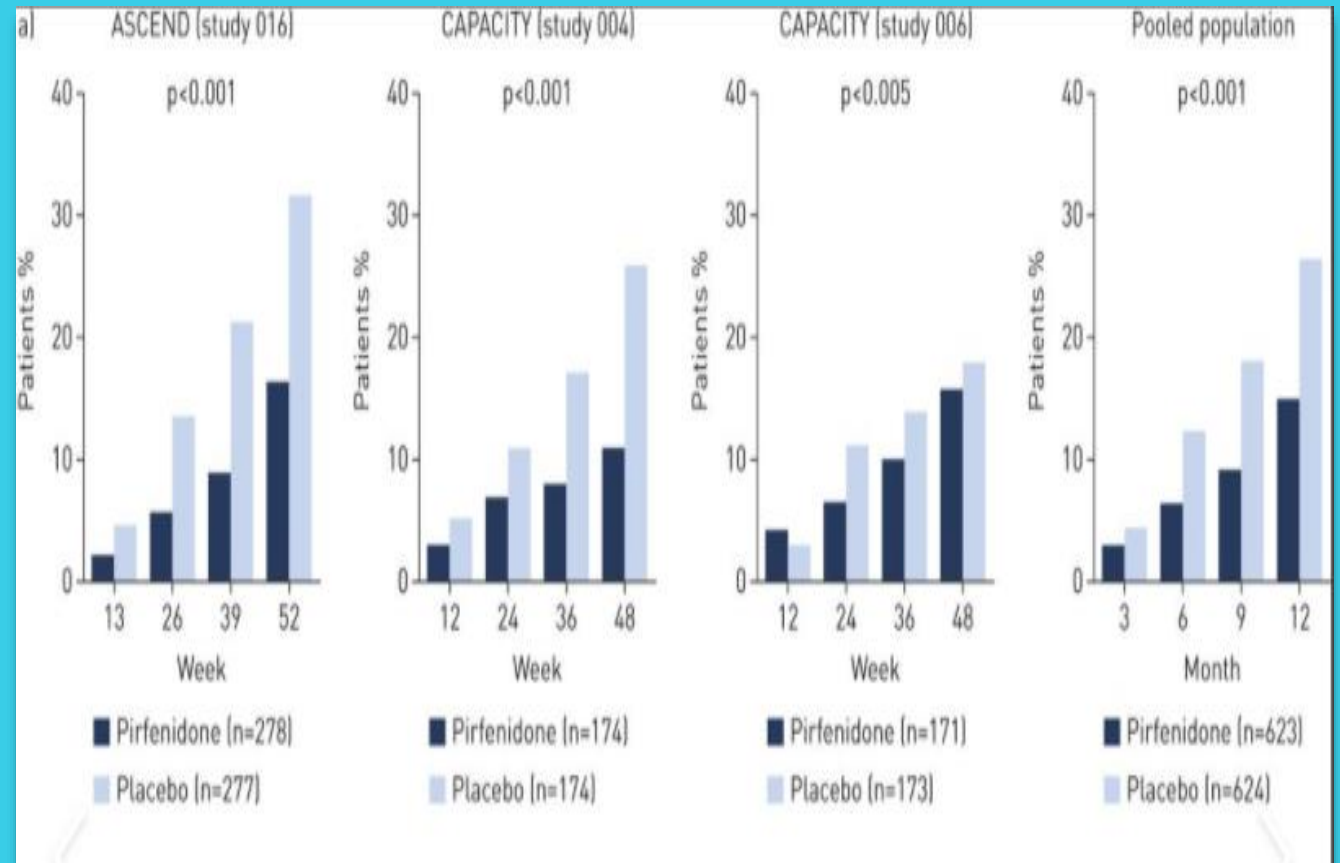 a)
ASCEND (study 016)
p<0.001
40
30
20
10
0
Patients %
13 26 39 52
Week
Pirfenidone (n=278)
Placebo (n=277)
CAPACITY (study 004)
p<0.001
40
30
20
10
0
Patients %
12 24 36 48
Week
Pirfenidone (n=174)
Placebo (n=174)
CAPACITY (study 006)
p<0.005
40
30
20
10
0
Patients %
12 24 36 48
Week
Pirfenidone (n=171)
Placebo (n=173)
Pooled population
p<0.001
40
30
20
10
0
Patients %
3 6 9 12
Month
Pirfenidone (n=623)
Placebo (n=624)